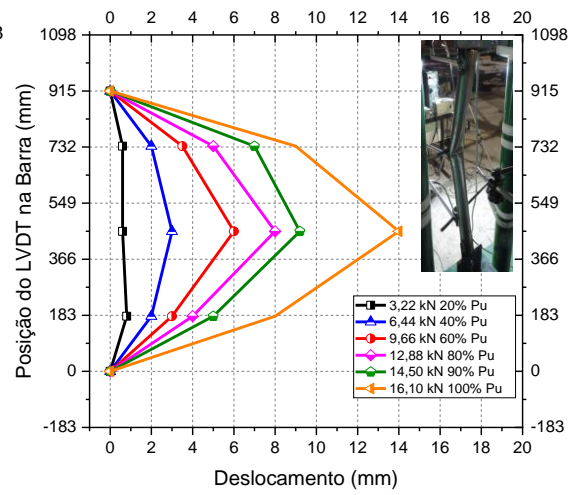 8
0 2 4 6 8 10 12 14 16 18 20
1098 1098
915 915
732 732
549 549
366 366
183 183
0 0
-183 -183
0 2 4 6 8 10 12 14 16 18 20
Posição do LVDT na Barra (mm)
Deslocamento (mm)
3,22 kN 20% Pu
6,44 kN 40% Pu
9,66 kN 60% Pu
12,88 kN 80% Pu
14,50 kN 90% Pu
16,10 kN 100% Pu